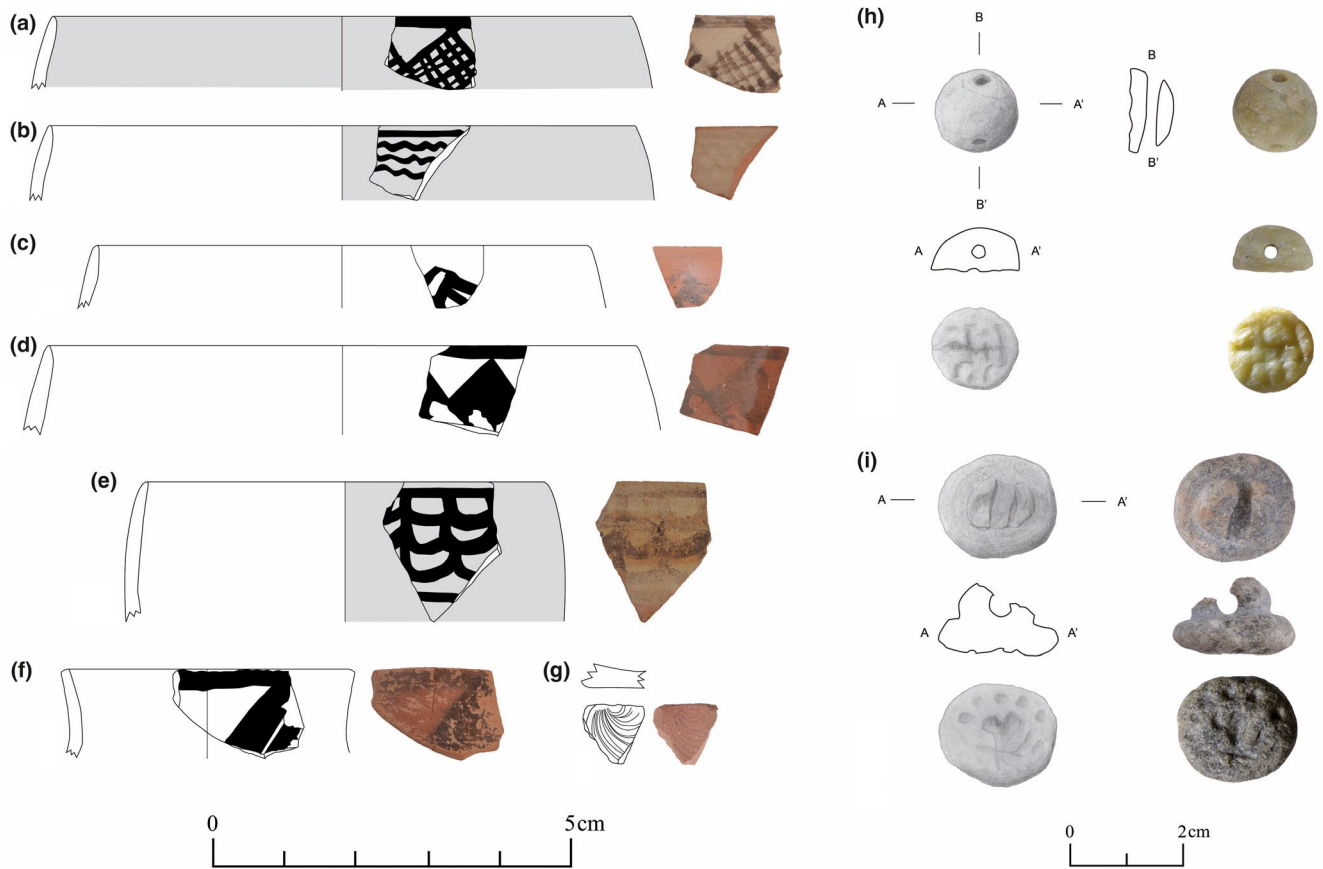 (a)
(b)
(c)
(d)
(e)
(f)
(g)
0 5cm
(h)
B
A A'
B
B'
B'
A A'
(i)
A A'
A A'
0 2cm